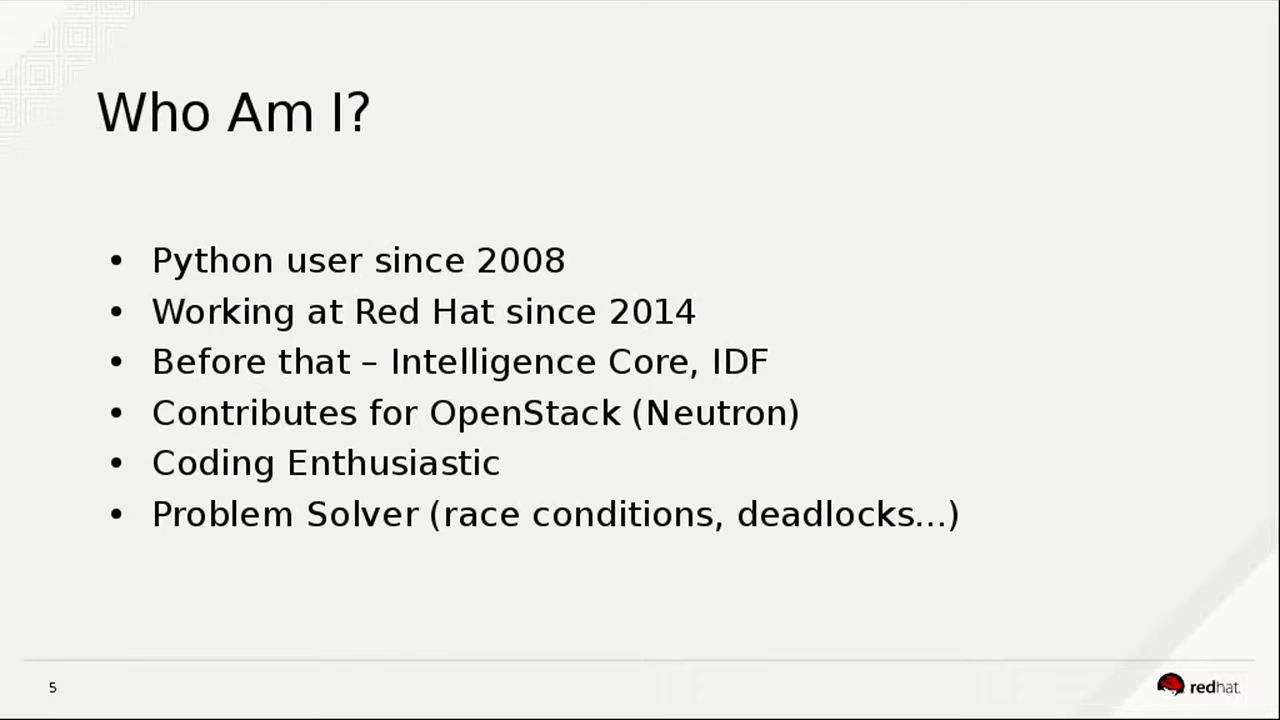 Who Am I?
• Python user since 2008
• Working at Red Hat since 2014
• Before that – Intelligence Core, IDF
• Contributes for OpenStack (Neutron)
• Coding Enthusiastic
• Problem Solver (race conditions, deadlocks...)
5
redhat.